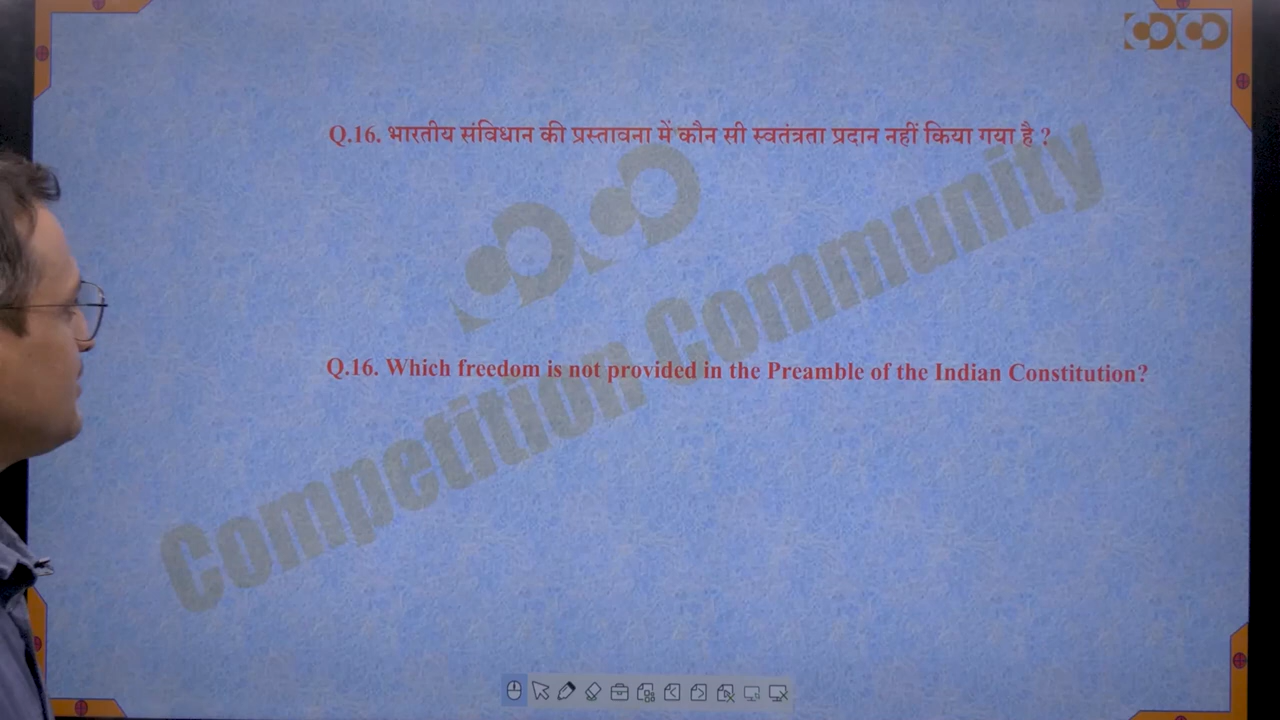 Q.16. भारतीय संविधान की प्रस्तावना में कौन सी स्वतंत्रता प्रदान नहीं किया गया है ?
Q.16. Which freedom is not provided in the Preamble of the Indian Constitution?
Competition Community